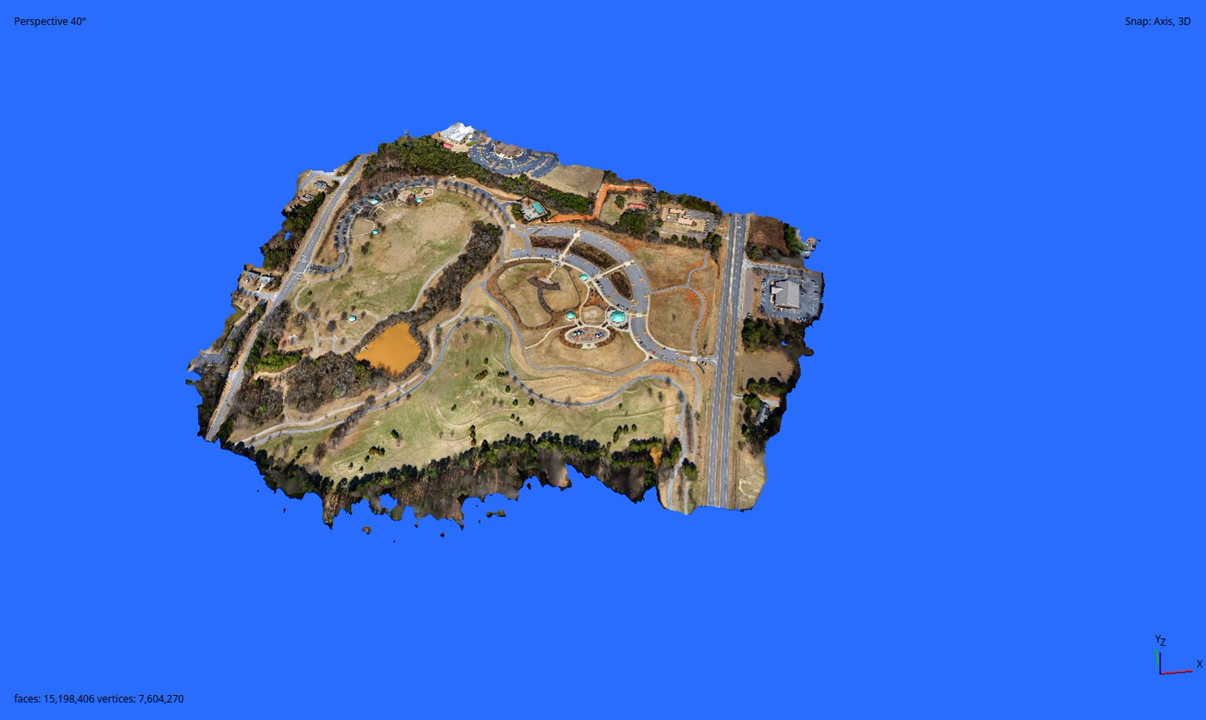 Perspective 40°
Snap: Axis, 3D
Y
Z
X
faces: 15,198,406 vertices: 7,604,270